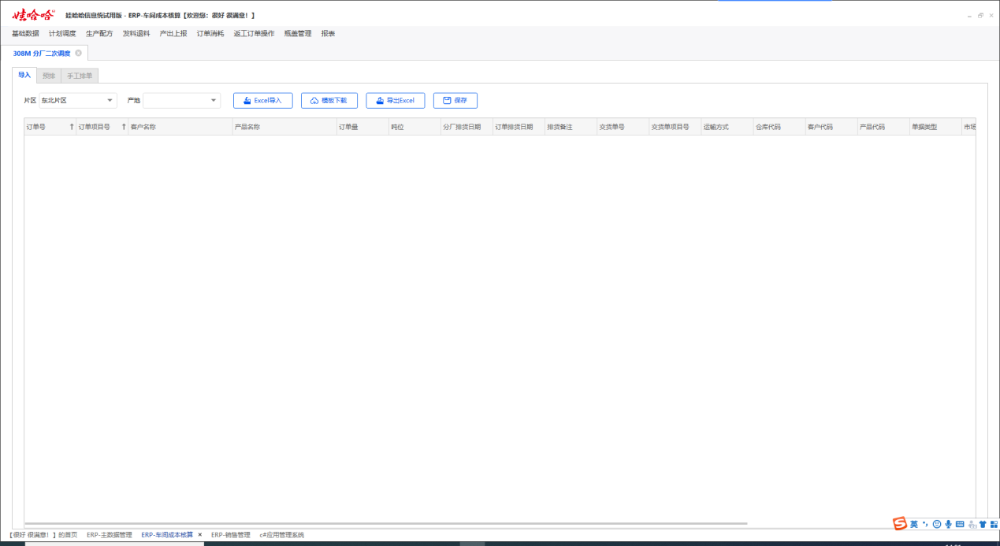 娃哈哈 娃哈哈信息统试用版 - ERP-车间成本核算【欢迎您：很好 很满意！】
基础数据 计划调度 生产配方 发料退料 产出上报 订单消耗 返工订单操作 瓶盖管理 报表
308M 分厂二次调度
导入 预排 手工排单
片区 东北片区 产地 Excel导入 模板下载 导出Excel 保存
订单号 订单项目号 客户名称 产品名称 订单量 吨位 分厂排货日期 订单排货日期 排货备注 交货单号 交货单项目号 运输方式 仓库代码 客户代码 产品代码 单据类型 市场
英
【很好 很满意！】的首页 ERP-主数据管理 ERP-车间成本核算 × ERP-销售管理 c#应用管理系统